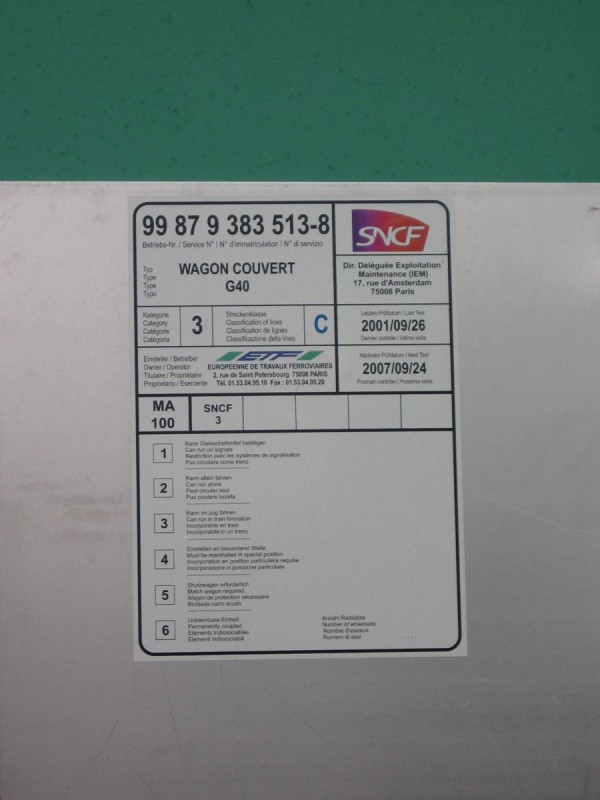 99 87 9 383 513-8
Betriebs-Nr. / Service N° / N° d'immatriculation / N° di servizio
Typ
Type
Type
Tipo
WAGON COUVERT
G40
SNCF
Dir. Déléguée Exploitation
Maintenance (IEM)
17, rue d'Amsterdam
75008 Paris
Kategorie
Category
Catégorie
Categoria
3
Streckenklasse
Classification of lines
Classification de lignes
Classificazione della linea
C
Letztes Prüfdatum / Last Test
2001/09/26
Dernier contrôle / Ultima visita
Einsteller / Betreiber
Owner / Operator
Titulaire / Propriétaire
Proprietario / Esercente
ETF
EUROPEENNE DE TRAVAUX FERROVIAIRES
2, rue de Saint Petersbourg 75008 PARIS
Tél. 01.53.04.95.10 Fax : 01.53.04.95.20
Nächstes Prüfdatum / Next Test
2007/09/24
Prochain contrôle / Prossima visita
MA
100
SNCF
3
1
Kann Gleisschaltmittel betätigen
Can run on signals
Restitution avec les systemes de signalisation
Puo circolare come treno
2
Kann allein fahren
Can run alone
Peut circuler seul
Puo circolare isolata
3
Kann im zug fahren
Can run in train formation
Incorporable en train
Incorporabile in un treno
4
Einstellen an besonderer Stelle
Must be marshalled in special position
Incorporation en position particuliere requise
Incorporazione in posizione particolare
5
Shutzwagen erforderlich
Match wagon required
Wagon de protection nécessaire
Richiede carro scudo
6
Untrennbare Einheit
Permanently coupled
Eléments indissociables
Elementi indissociabili
Anzahl Radsätze
Number of wheelsets
Nombre d'essieux
Numero di assi
....